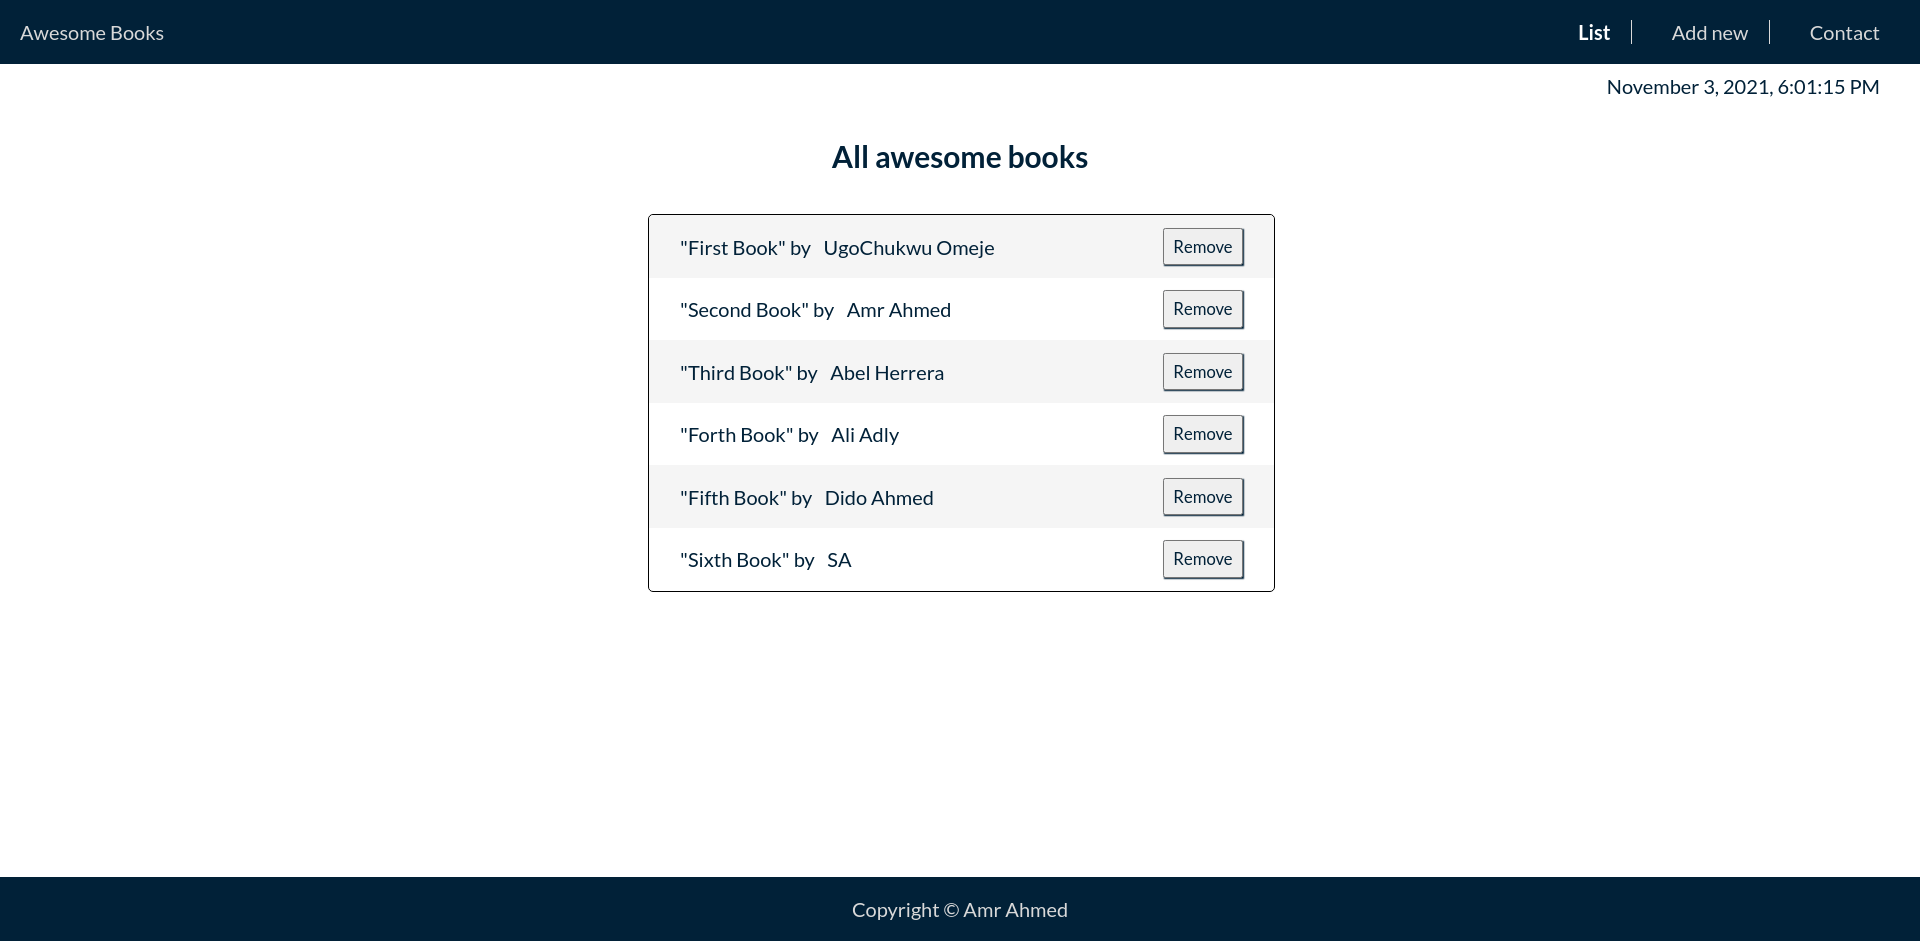 Awesome Books List Add new Contact
November 3, 2021, 6:01:15 PM
All awesome books
"First Book" by UgoChukwu Omeje Remove
"Second Book" by Amr Ahmed Remove
"Third Book" by Abel Herrera Remove
"Forth Book" by Ali Adly Remove
"Fifth Book" by Dido Ahmed Remove
"Sixth Book" by SA Remove
Copyright © Amr Ahmed